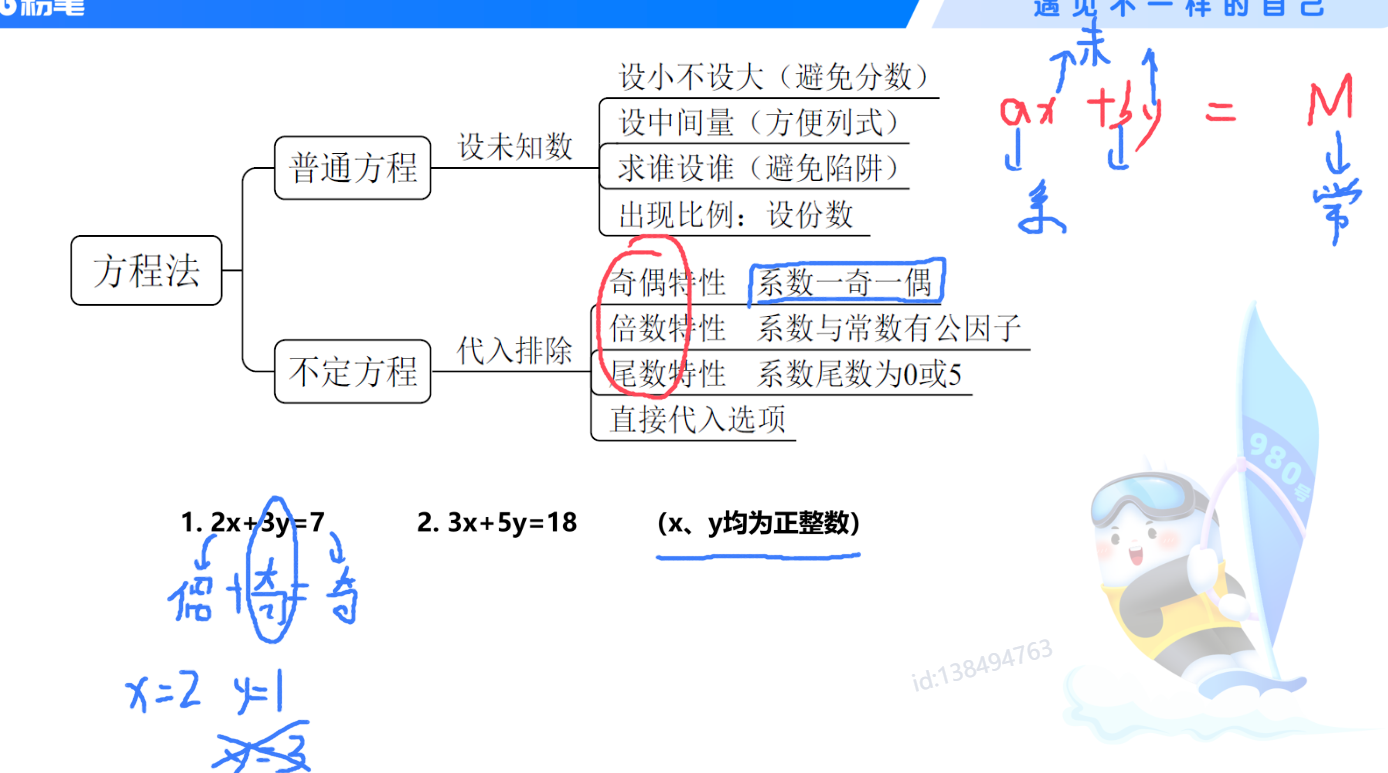 粉笔
遇见不一样的自己
未
ax + by = M
系
常
方程法
普通方程
设未知数
设小不设大（避免分数）
设中间量（方便列式）
求谁设谁（避免陷阱）
出现比例：设份数
不定方程
代入排除
奇偶特性 系数一奇一偶
倍数特性 系数与常数有公因子
尾数特性 系数尾数为0或5
直接代入选项
980号
1. 2x+3y=7 2. 3x+5y=18 (x、y均为正整数)
偶+奇=奇
x=2 y=1
y=3
id:138494763